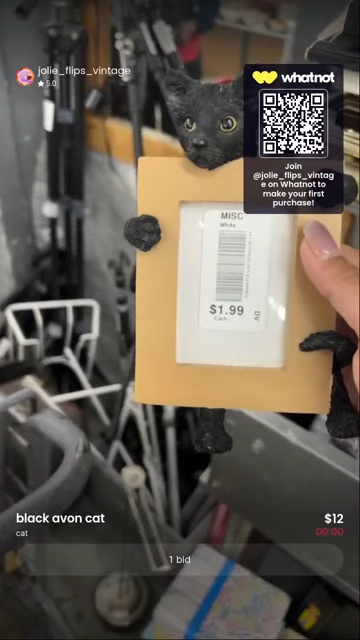 jolie_flips_vintage
5.0
whatnot
Join
@jolie_flips_vintag
e on Whatnot to
make your first
purchase!
MISC
White
$1.99
Each
black avon cat
$12
cat
00:00
1 bid